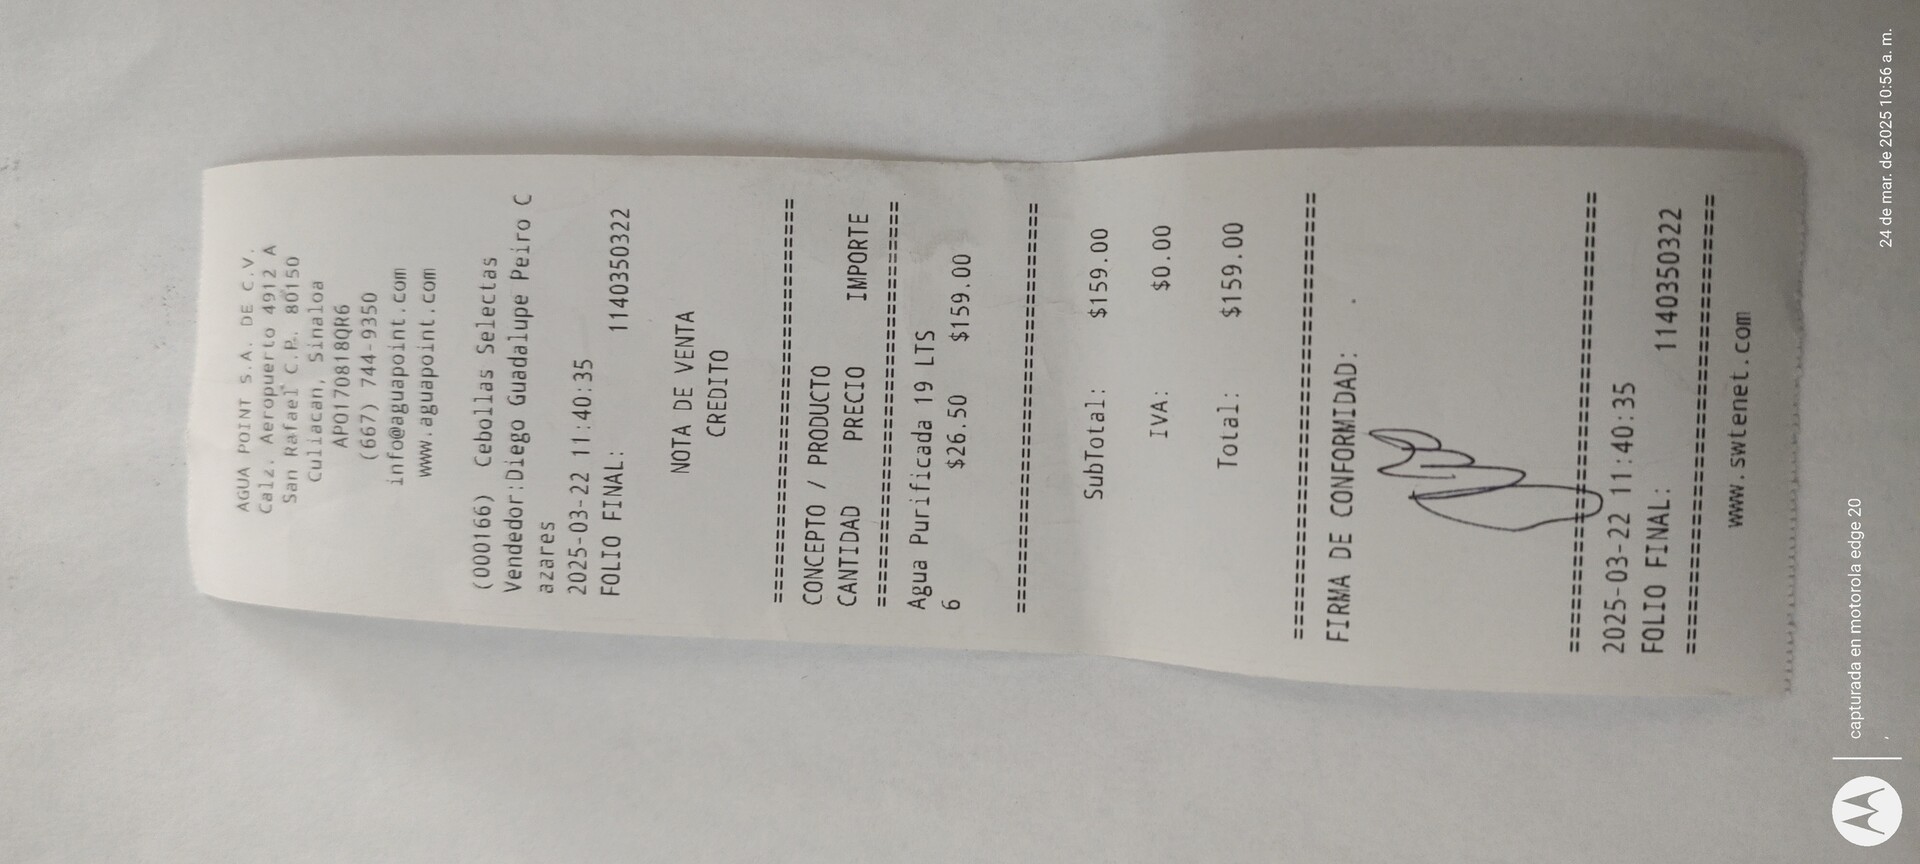 AGUA POINT S.A. DE C.V.
Calz. Aeropuerto 4912 A
San Rafael C.P. 80150
Culiacan, Sinaloa
APO170818QR6
(667) 744-9350
info@aguapoint.com
www.aguapoint.com
(000166) Cebollas Selectas
Vendedor:Diego Guadalupe Peiro C
azares
2025-03-22 11:40:35
FOLIO FINAL: 1140350322
NOTA DE VENTA
CREDITO
================================
CONCEPTO / PRODUCTO
CANTIDAD PRECIO IMPORTE
================================
Agua Purificada 19 LTS
6 $26.50 $159.00
================================
SubTotal: $159.00
IVA: $0.00
Total: $159.00
================================
FIRMA DE CONFORMIDAD:
================================
2025-03-22 11:40:35
FOLIO FINAL: 1140350322
================================
www.swtenet.com
capturada en motorola edge 20
,
24 de mar. de 2025 10:56 a. m.